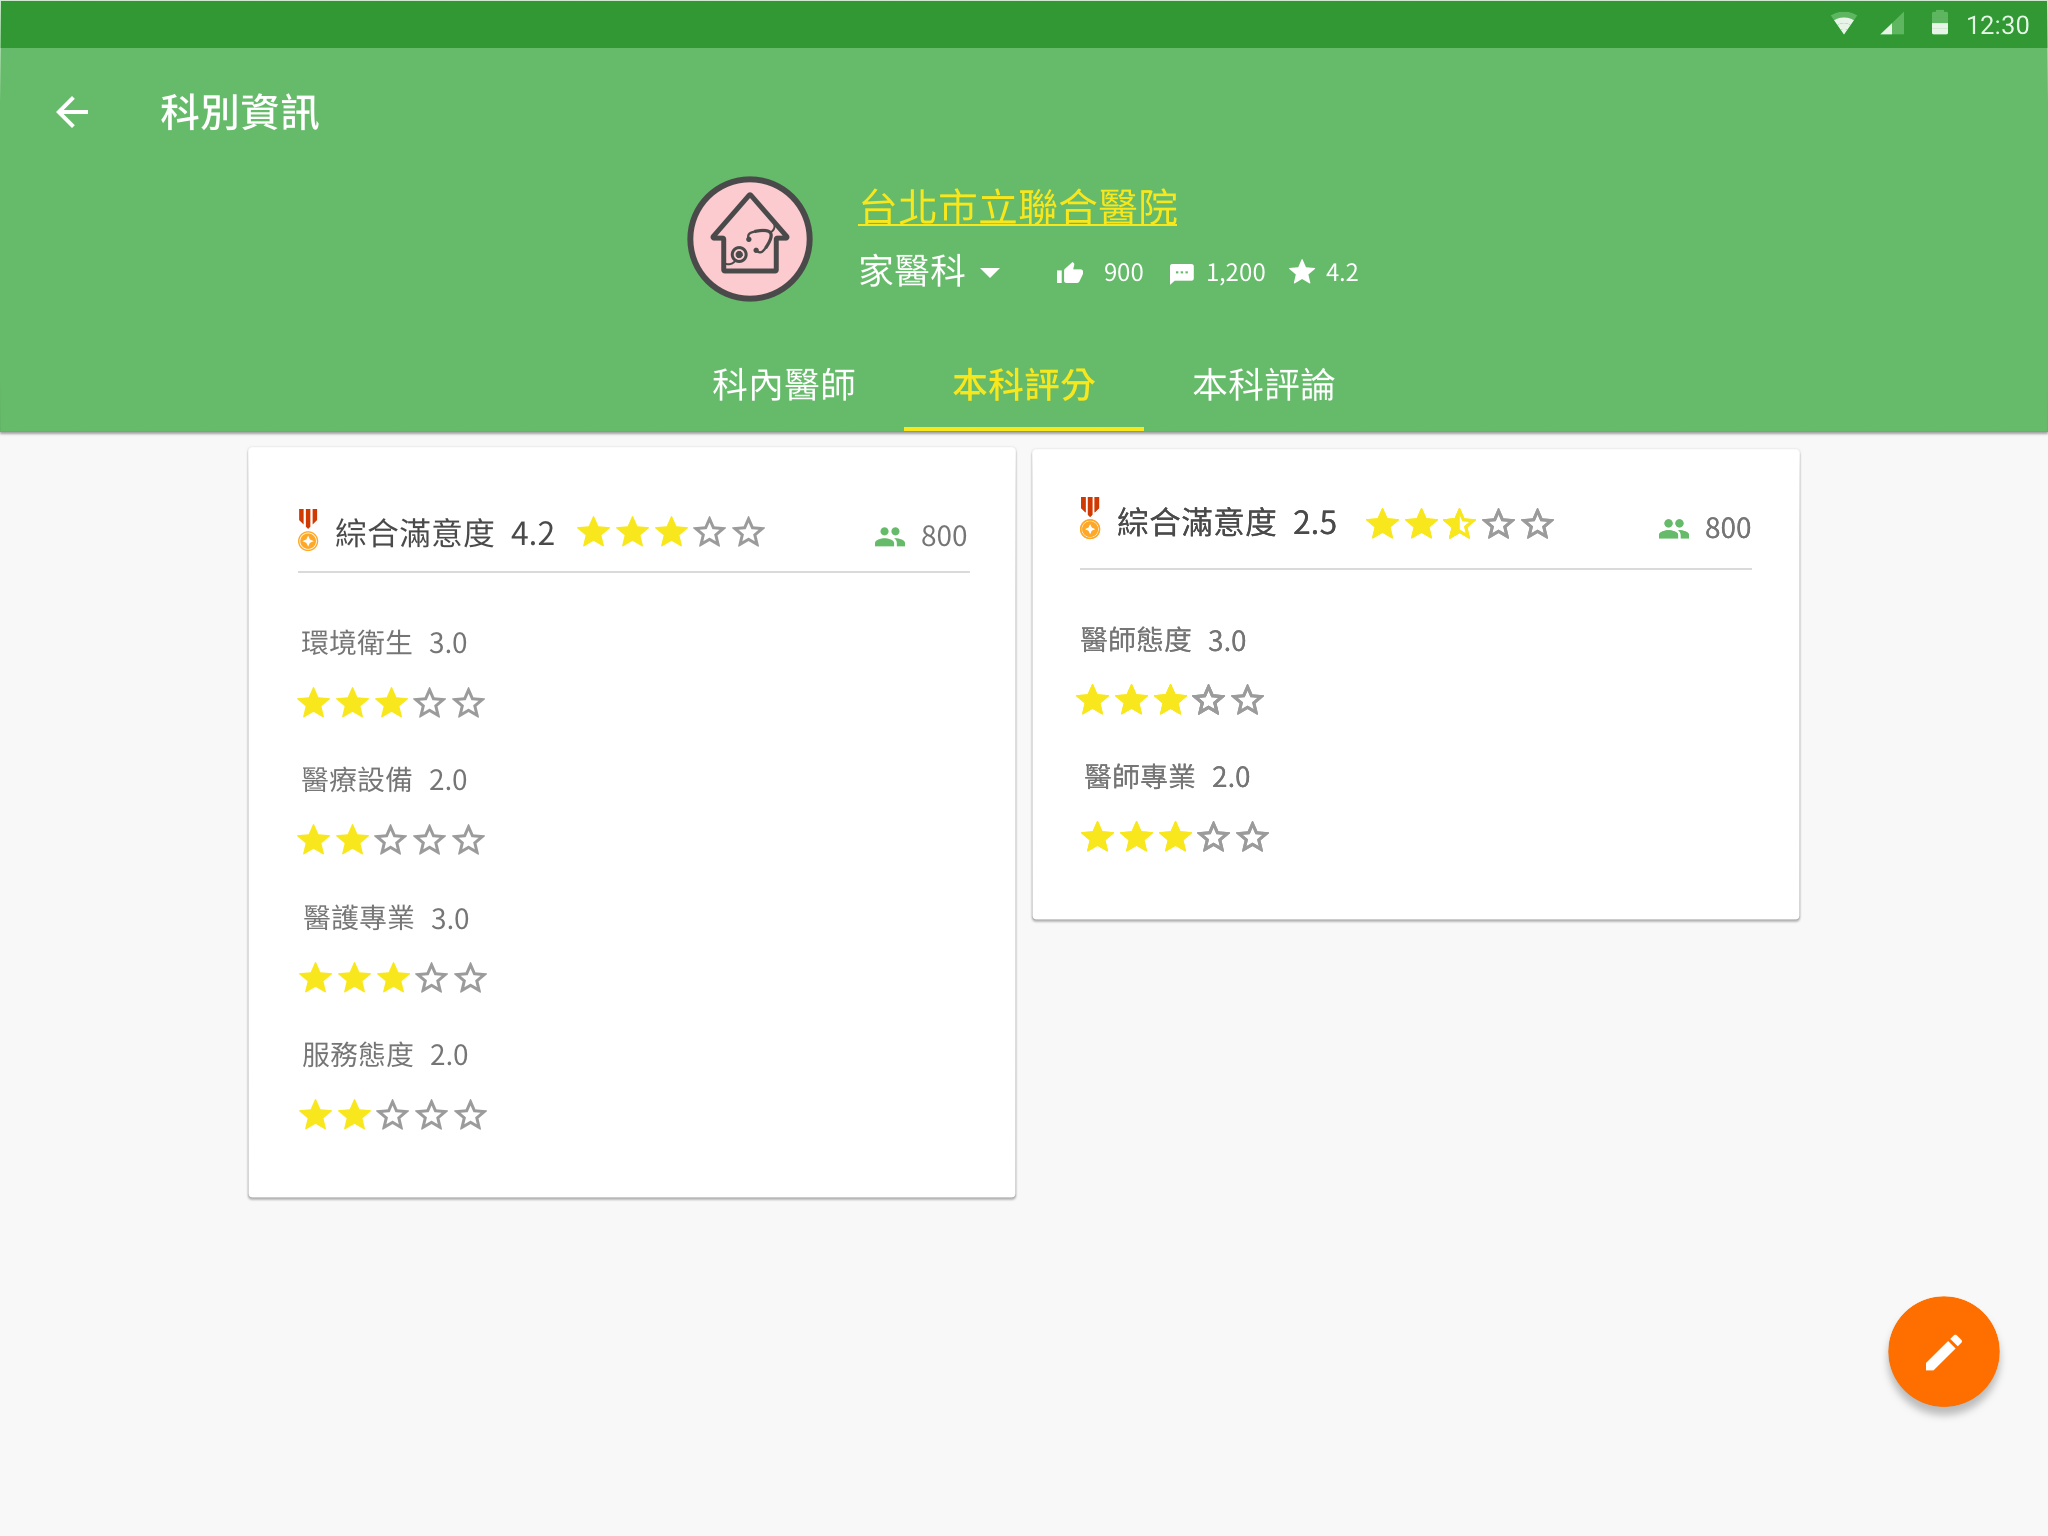 12:30
科別資訊
台北市立聯合醫院
家醫科 900 1,200 4.2
科內醫師 本科評分 本科評論
綜合滿意度 4.2 800
環境衛生 3.0
醫療設備 2.0
醫護專業 3.0
服務態度 2.0
綜合滿意度 2.5 800
醫師態度 3.0
醫師專業 2.0